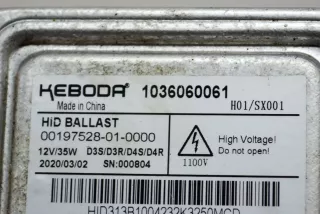 KEBODA® 1036060061
Made in China
H01/SX001
HiD BALLAST
00197528-01-0000
12V/35W D3S/D3R/D4S/D4R
2020/03/02 SN:000804
1100V
High Voltage!
Do not open!
HID313B1004232K3250MCD